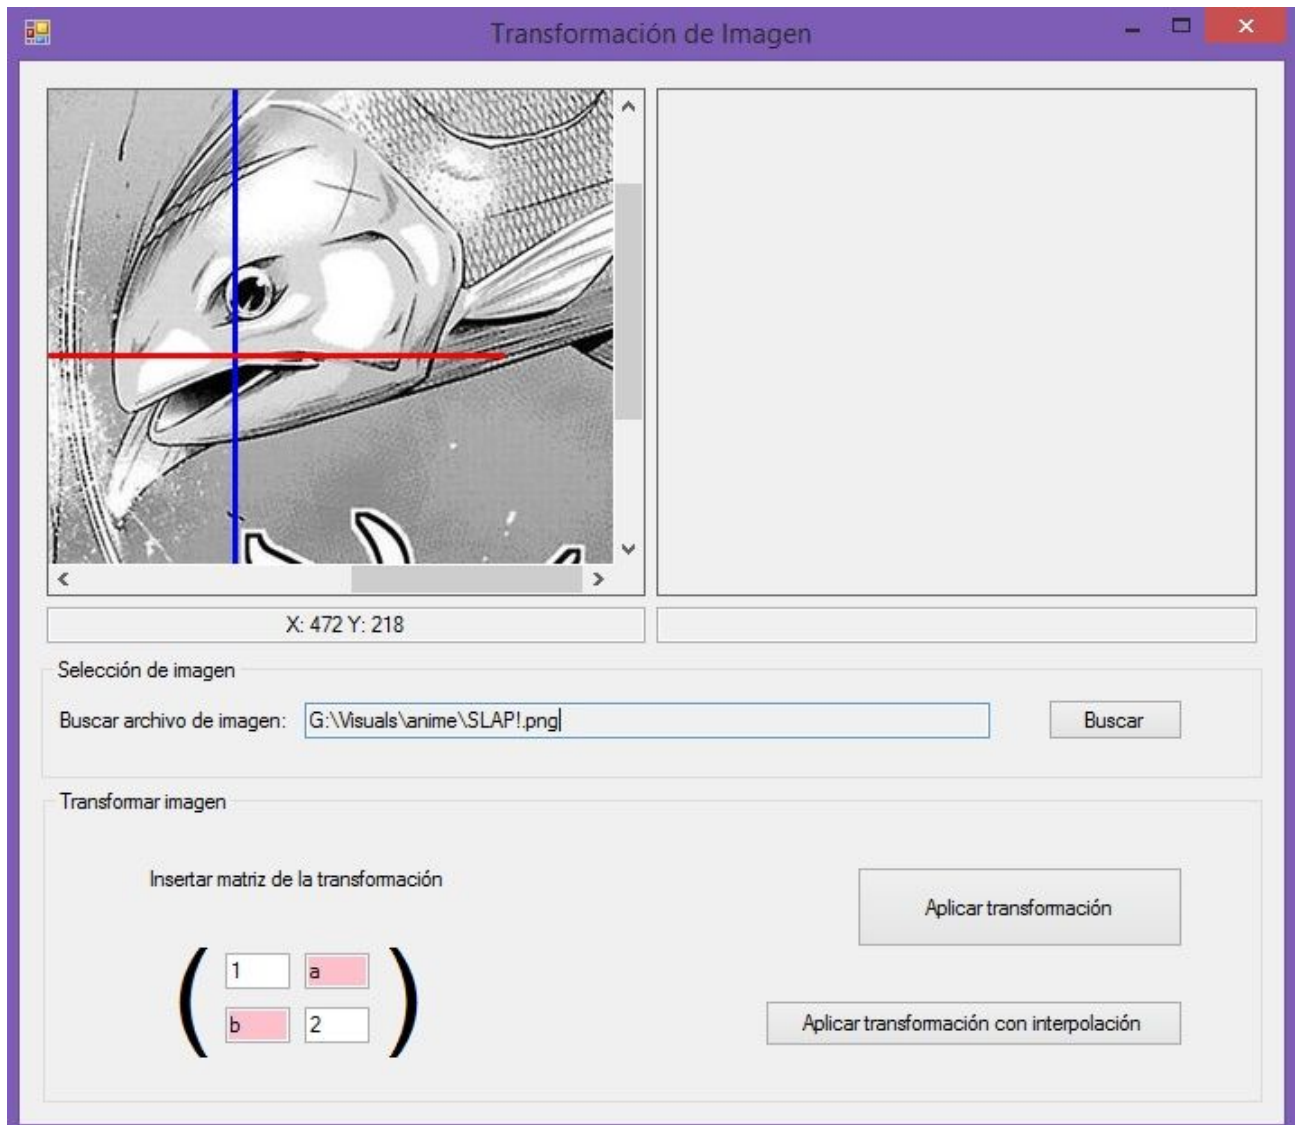 Transformación de Imagen
X: 472 Y: 218
Selección de imagen
Buscar archivo de imagen: G:\Visuals\anime\SLAP!.png Buscar
Transformar imagen
Insertar matriz de la transformación
Aplicar transformación
1 a
b 2
Aplicar transformación con interpolación